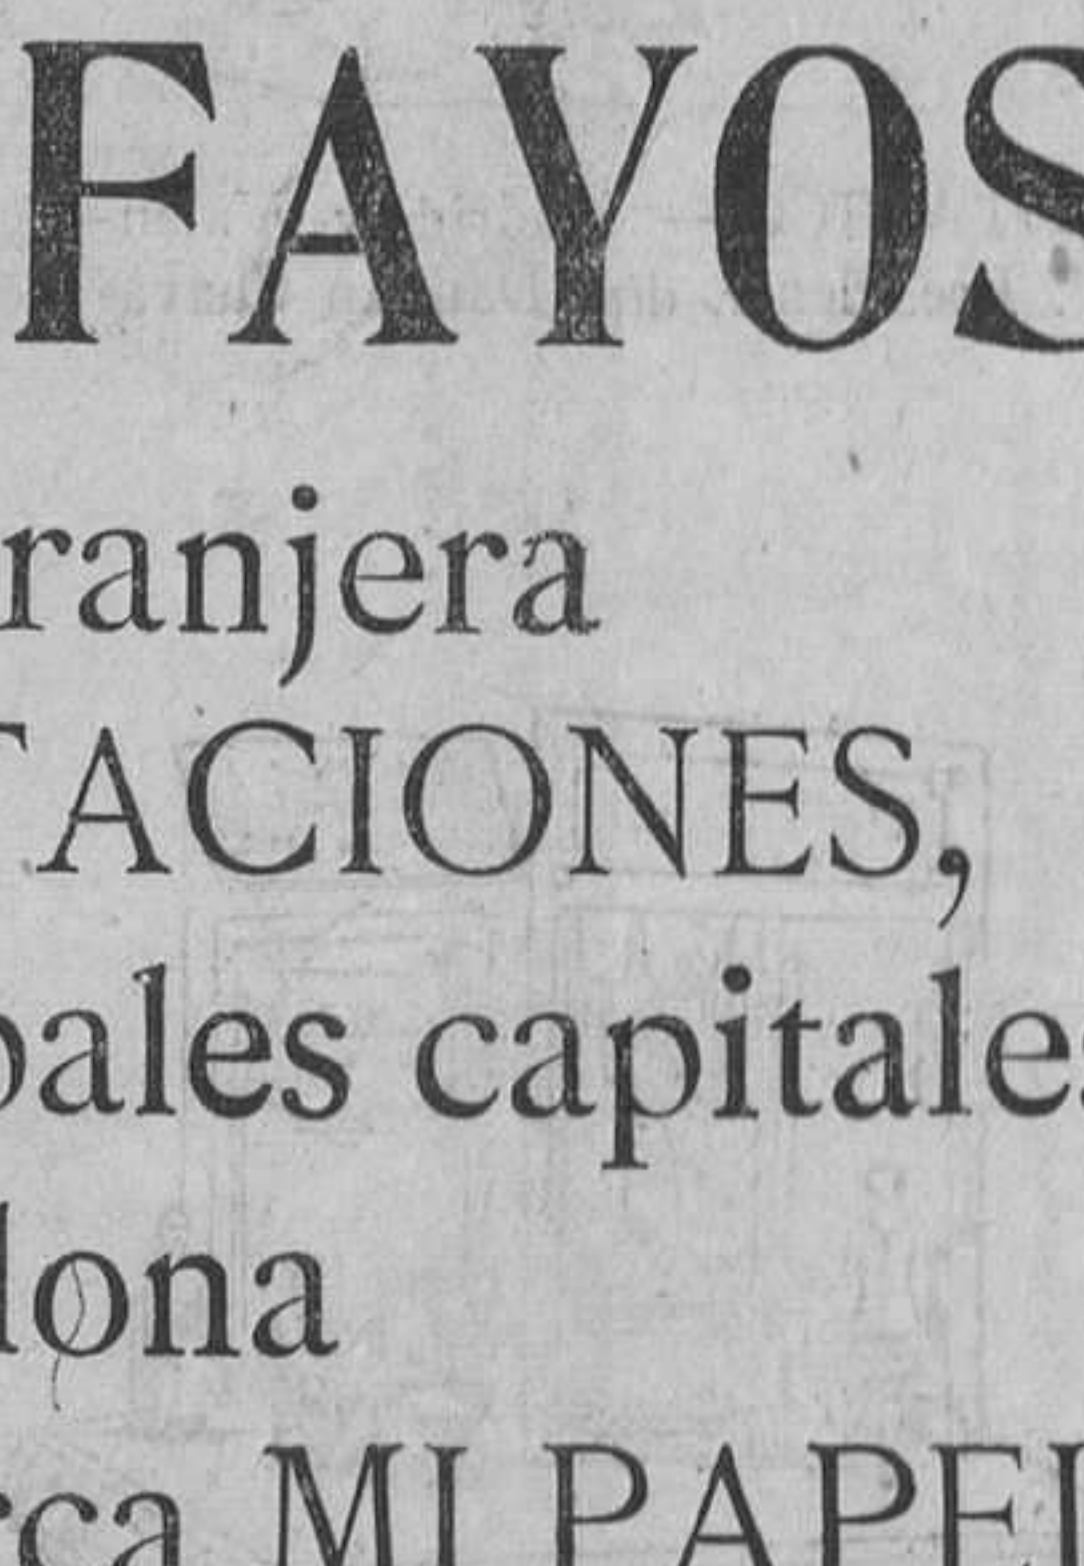 FAYOS
ranjera
TACIONES,
pales capitales
lona
rca MI PAPEL